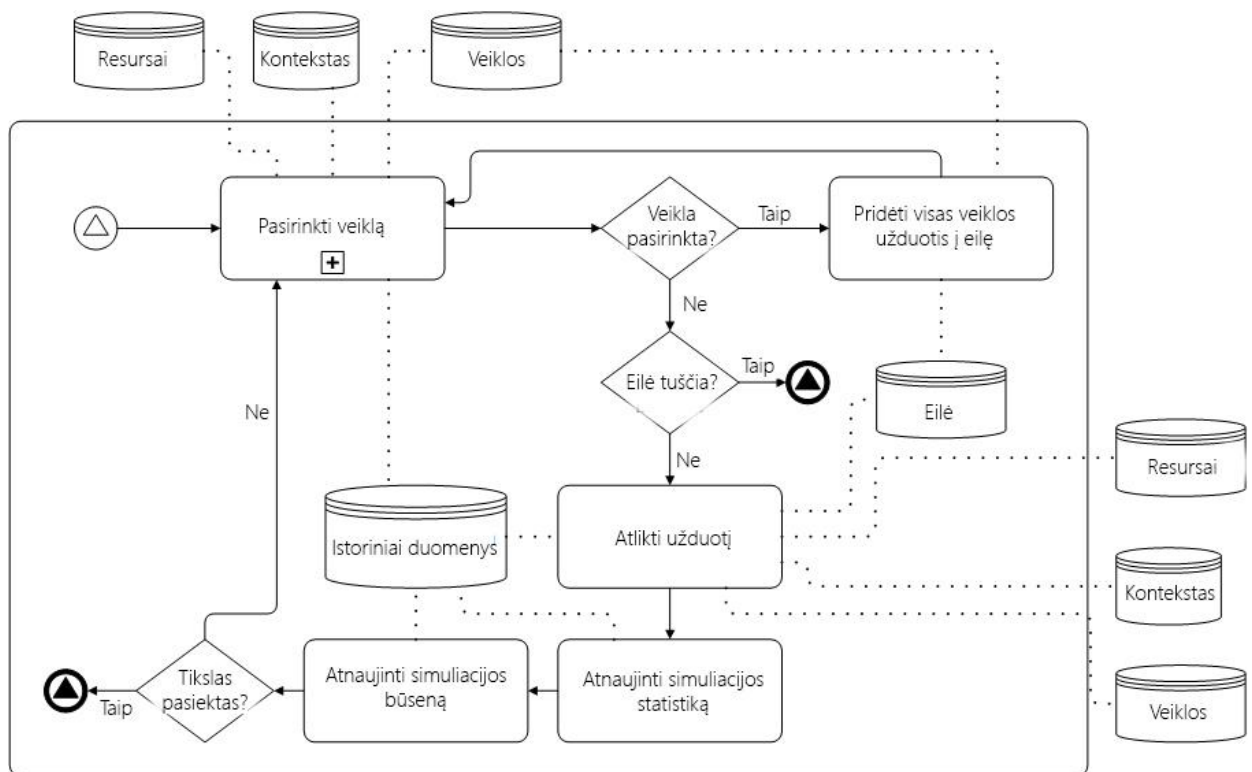 Resursai
Kontekstas
Veiklos
Pasirinkti veiklą
Veikla
pasirinkta?
Taip
Pridėti visas veiklos
užduotis į eilę
Ne
Eilė tuščia?
Taip
Eilė
Ne
Ne
Resursai
Istoriniai duomenys
Atlikti užduotį
Kontekstas
Tikslas
pasiektas?
Taip
Atnaujinti simuliacijos
būseną
Atnaujinti simuliacijos
statistiką
Veiklos